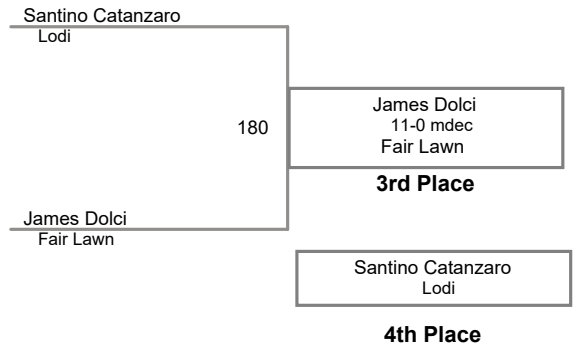 Santino Catanzaro
Lodi
180
James Dolci
11-0 mdec
Fair Lawn
3rd Place
James Dolci
Fair Lawn
Santino Catanzaro
Lodi
4th Place